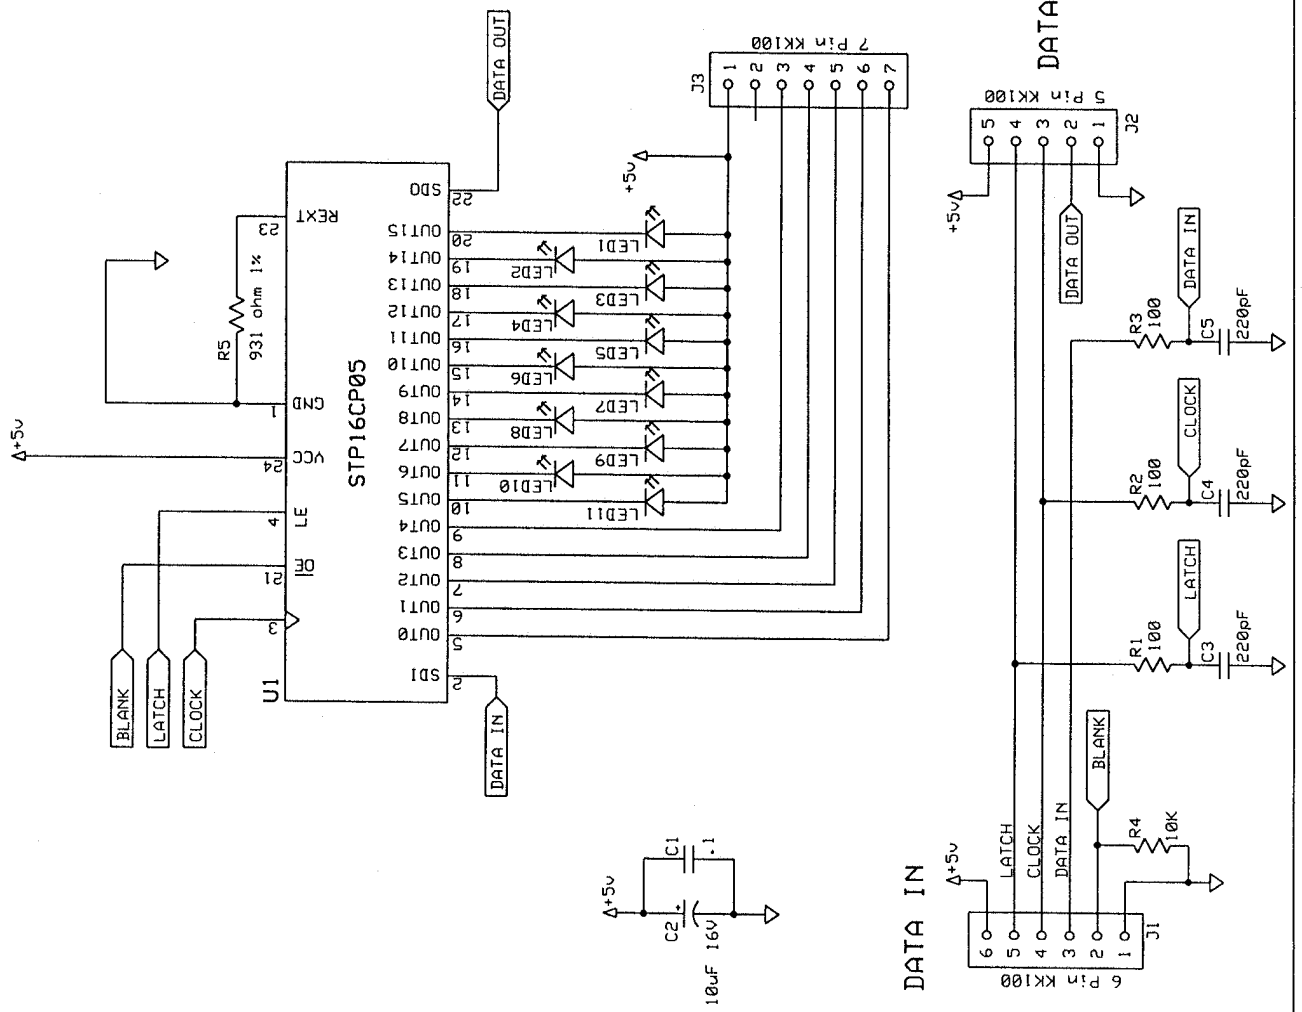 DATA OUT
SDO
22
REXT
23
931 ohm 1%
R5
GND
1
+5v
VCC
24
LE
4
OE
21
3
STP16CP05
U1
BLANK
LATCH
CLOCK
SDI
2
DATA IN
OUT15
20
LED1
OUT14
19
LED2
OUT13
18
LED3
OUT12
17
LED4
OUT11
16
LED5
OUT10
15
LED6
OUT9
14
LED7
OUT8
13
LED8
OUT7
12
LED9
OUT6
11
LED10
OUT5
10
LED11
OUT4
9
OUT3
8
OUT2
7
OUT1
6
OUT0
5
+5v
7 Pin KK100
J3
1
2
3
4
5
6
7
DATA
5 Pin KK100
J2
5
4
3
2
1
+5v
DATA OUT
DATA IN
R3
100
C5
220pF
CLOCK
R2
100
C4
220pF
LATCH
R1
100
C3
220pF
BLANK
R4
10K
LATCH
CLOCK
DATA IN
+5v
DATA IN
6
5
4
3
2
1
J1
6 Pin KK100
+5v
C1
.1
C2
+
10uF 16V